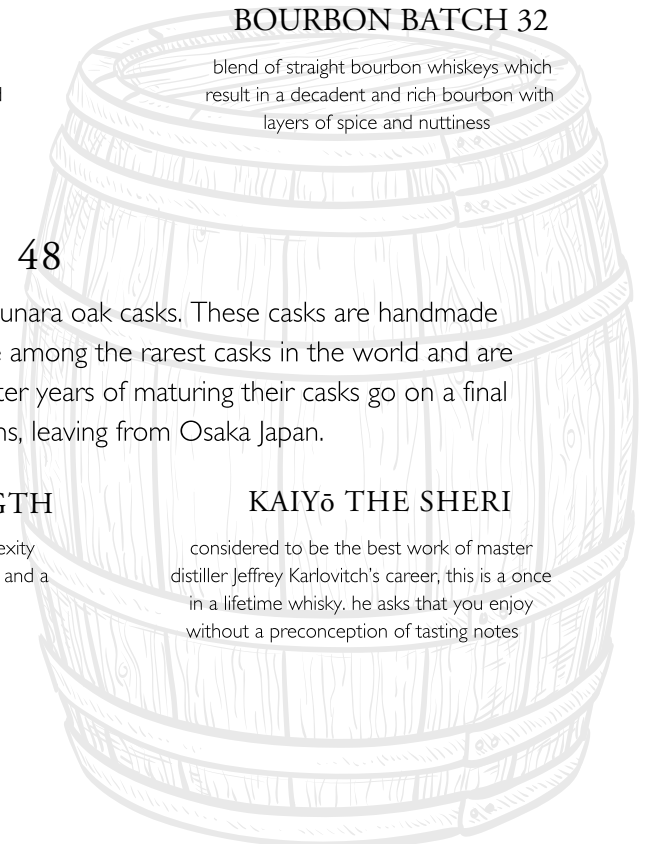 BOURBON BATCH 32
blend of straight bourbon whiskeys which
result in a decadent and rich bourbon with
layers of spice and nuttiness
48
unara oak casks. These casks are handmade
among the rarest casks in the world and are
ter years of maturing their casks go on a final
ns, leaving from Osaka Japan.
GTH
exity
and a
KAIYō THE SHERI
considered to be the best work of master
distiller Jeffrey Karlovitch's career, this is a once
in a lifetime whisky. he asks that you enjoy
without a preconception of tasting notes